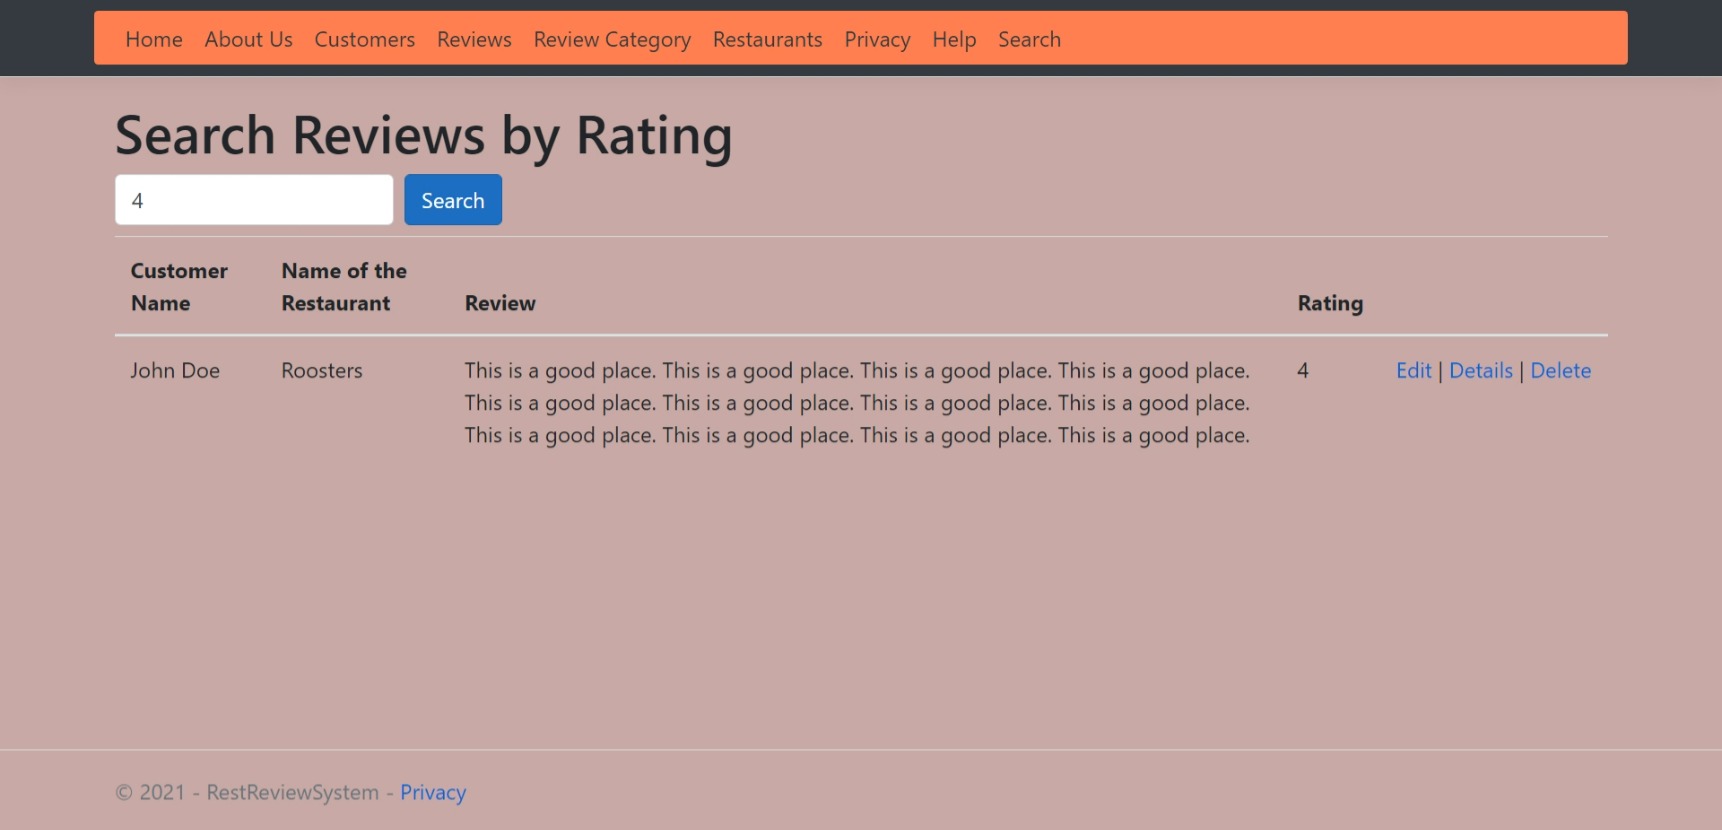 Home About Us Customers Reviews Review Category Restaurants Privacy Help Search
Search Reviews by Rating
4 Search
Customer Name Name of the Restaurant Review Rating
John Doe Roosters This is a good place. This is a good place. This is a good place. This is a good place. 4 Edit | Details | Delete
This is a good place. This is a good place. This is a good place. This is a good place.
This is a good place. This is a good place. This is a good place. This is a good place.
© 2021 - RestReviewSystem - Privacy